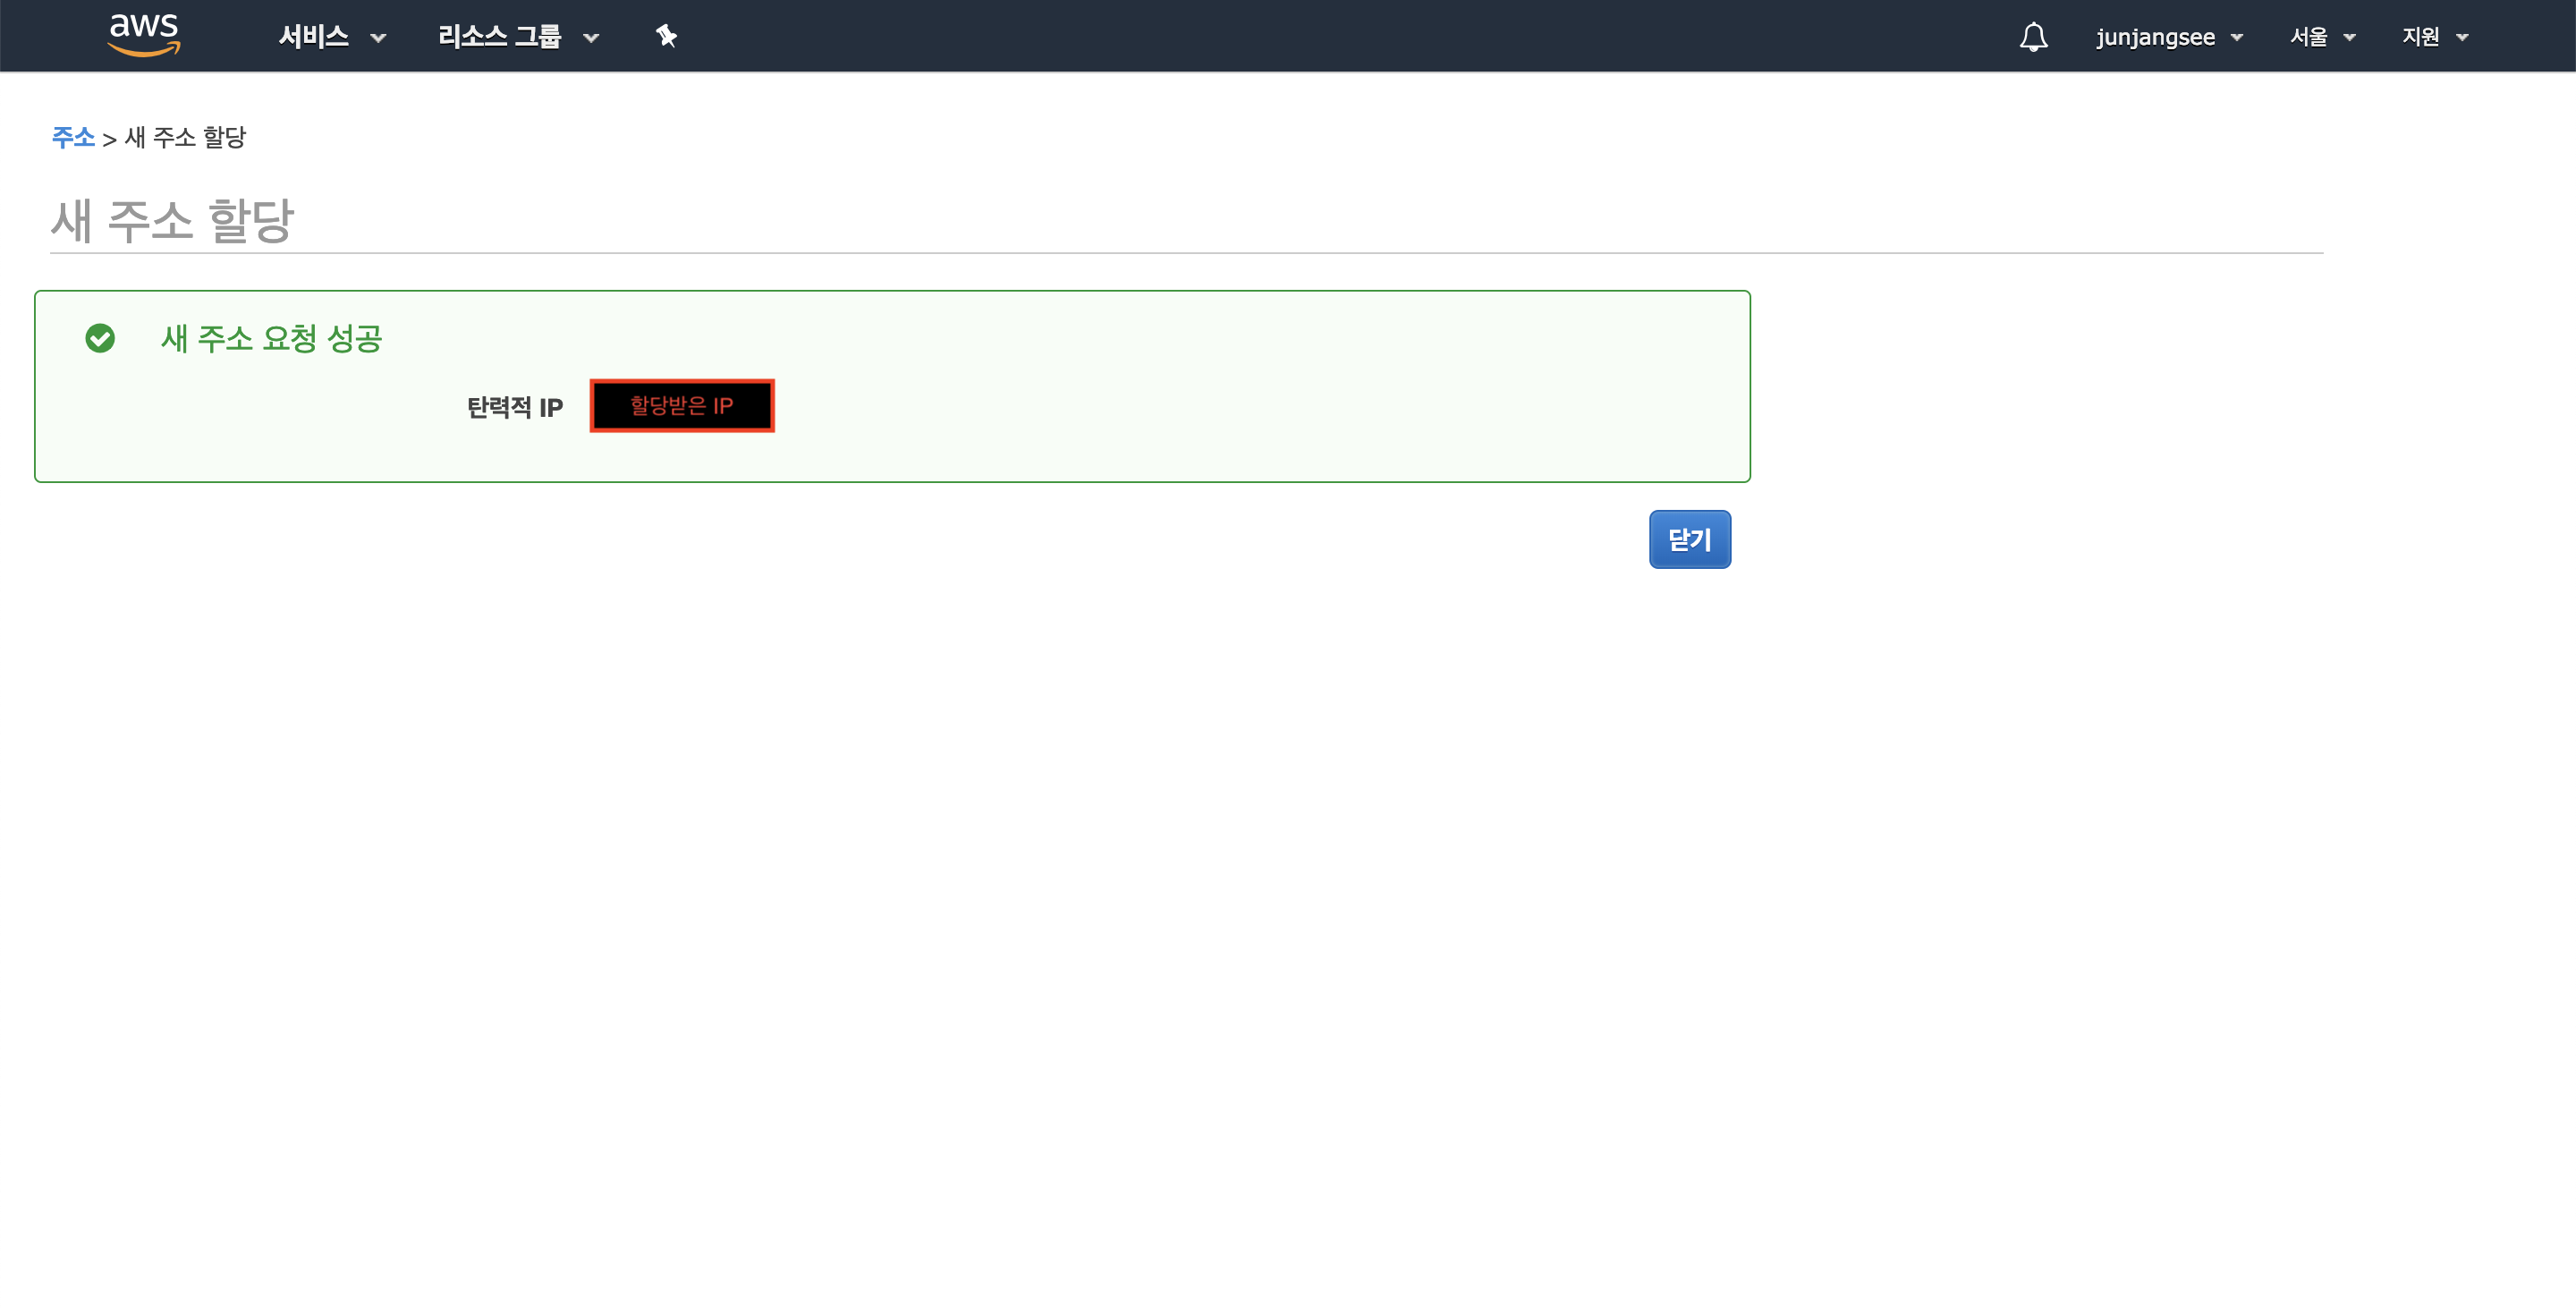 aws 서비스 리소스 그룹 junjangsee 서울 지원
주소 > 새 주소 할당
새 주소 할당
새 주소 요청 성공
탄력적 IP 할당받은 IP
닫기